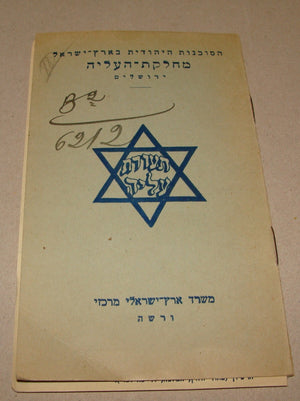 הסוכנות היהודית בארץ-ישראל
מחלקת-העליה
ירושלים
6212
תעודת
עליה
משרד ארץ-ישראלי מרכזי
ורשה